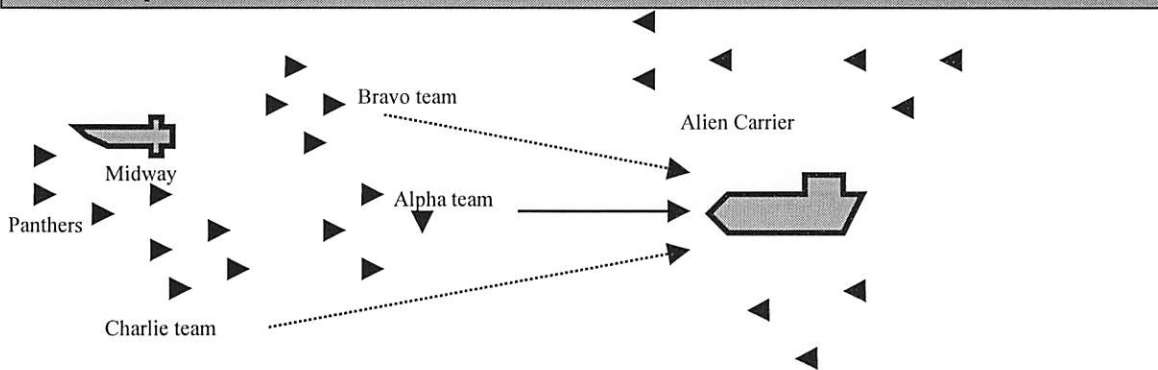 Bravo team
Alien Carrier
Midway
Alpha team
Panthers
Charlie team